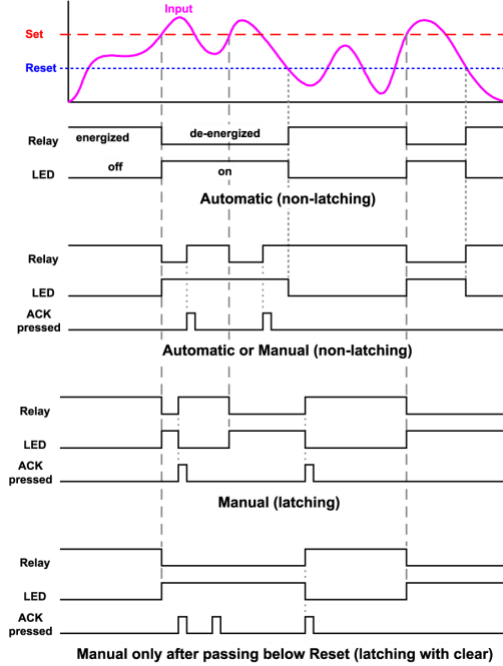 Input
Set
Reset
energized de-energized
Relay
off on
LED
Automatic (non-latching)
Relay
LED
ACK
pressed
Automatic or Manual (non-latching)
Relay
LED
ACK
pressed
Manual (latching)
Relay
LED
ACK
pressed
Manual only after passing below Reset (latching with clear)